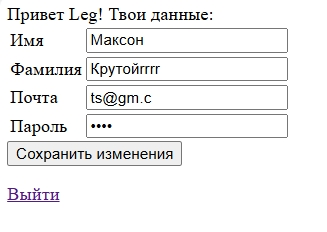 Привет Leg! Твои данные:
Имя Максон
Фамилия Крутойrrrr
Почта ts@gm.c
Пароль ••••
Сохранить изменения
Выйти